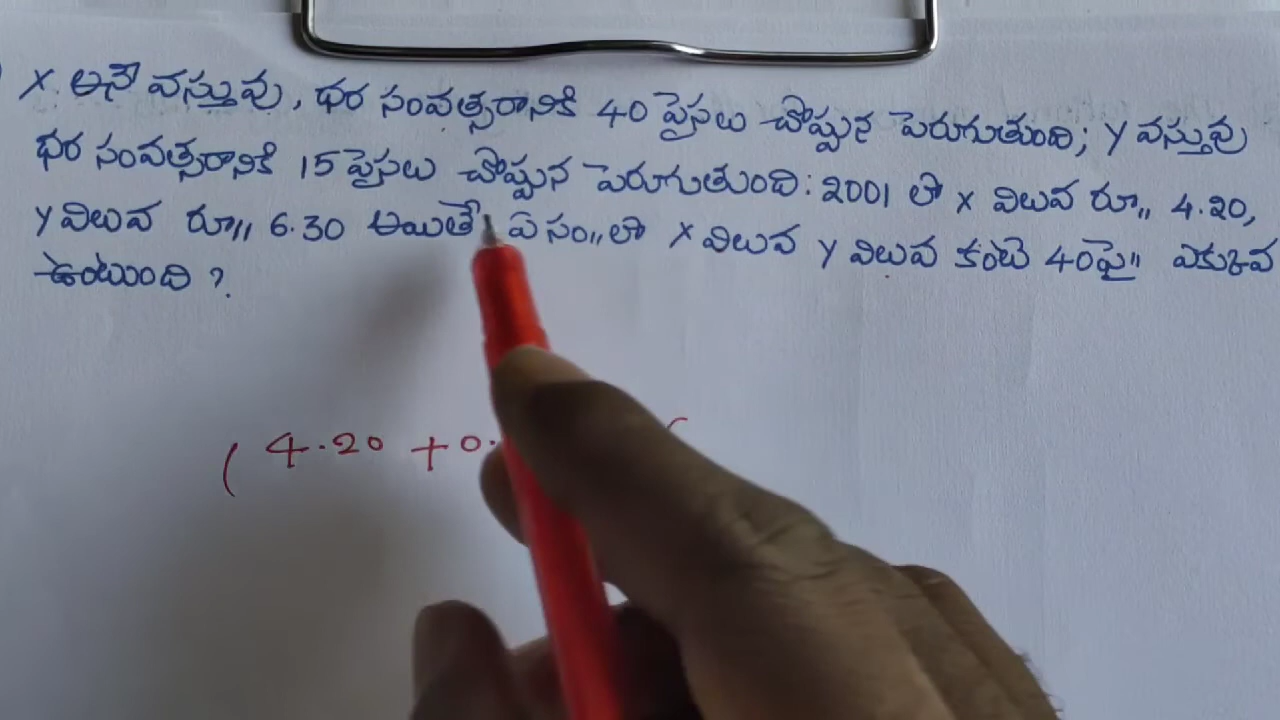 X అనే వస్తువు, ధర సంవత్సరానికి 40 పైసలు చొప్పున పెరుగుతుంది; Y వస్తువు
ధర సంవత్సరానికి 15 పైసలు చొప్పున పెరుగుతుంది: 2001 లో X విలువ రూ,, 4.20,
Y విలువ రూ,, 6.30 అయితే ఏ సం,,లో X విలువ Y విలువ కంటె 40పై,, ఎక్కువ
ఉంటుంది ?
( 4.20 + 0.